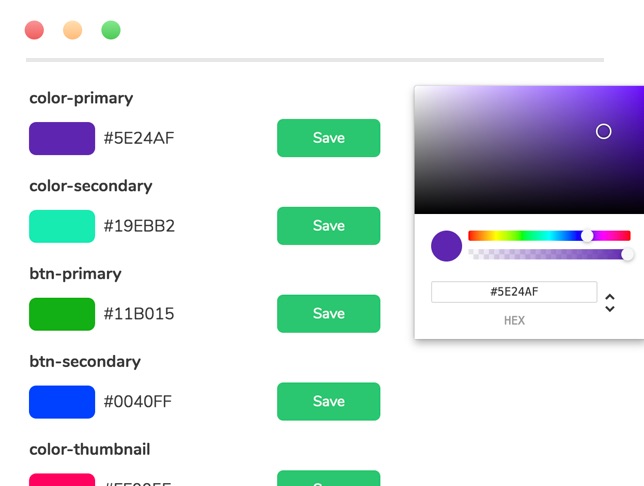 color-primary
#5E24AF
Save
color-secondary
#19EBB2
Save
btn-primary
#11B015
Save
btn-secondary
#0040FF
Save
color-thumbnail
#5E24AF
HEX